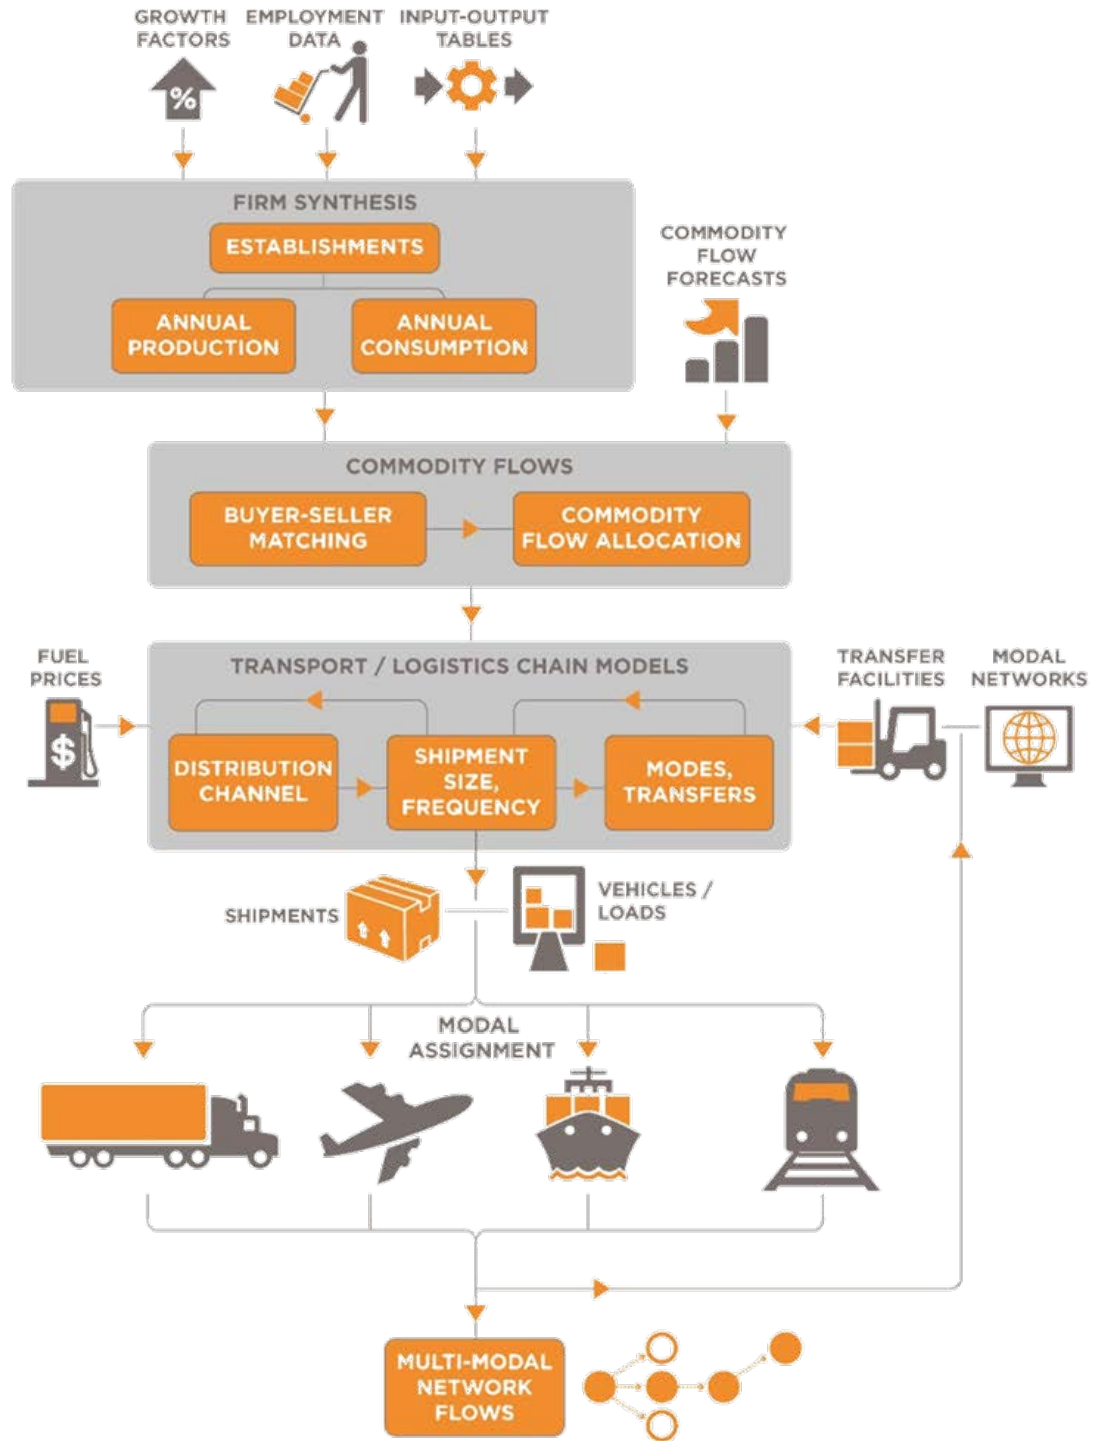 GROWTH
FACTORS
EMPLOYMENT
DATA
INPUT-OUTPUT
TABLES
%
FIRM SYNTHESIS
ESTABLISHMENTS
ANNUAL
PRODUCTION
ANNUAL
CONSUMPTION
COMMODITY
FLOW
FORECASTS
COMMODITY FLOWS
BUYER-SELLER
MATCHING
COMMODITY
FLOW ALLOCATION
FUEL
PRICES
$
TRANSPORT / LOGISTICS CHAIN MODELS
DISTRIBUTION
CHANNEL
SHIPMENT
SIZE,
FREQUENCY
MODES,
TRANSFERS
TRANSFER
FACILITIES
MODAL
NETWORKS
SHIPMENTS
VEHICLES /
LOADS
MODAL
ASSIGNMENT
MULTI-MODAL
NETWORK
FLOWS